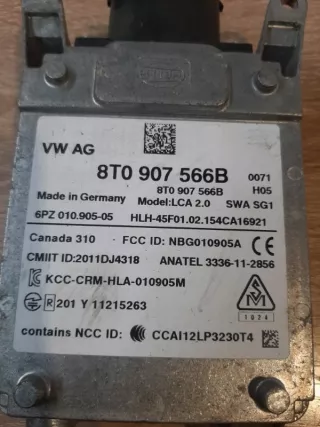 HELLA
VW AG
8T0 907 566B 0071
8T0 907 566B H05
Made in Germany Model:LCA 2.0 SWA SG1
6PZ 010.905-05 HLH-45F01.02.154CA16921
Canada 310 FCC ID: NBG010905A CE
CMIIT ID:2011DJ4318 ANATEL 3336-11-2856
KCC-CRM-HLA-010905M
R 201 Y 11215263
1024
contains NCC ID: CCAI12LP3230T4